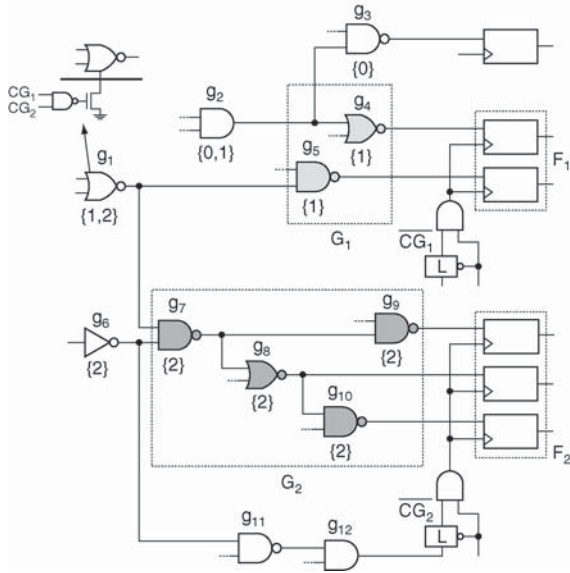 g3
{0}
CG1
CG2
g2
{0,1}
g4
{1}
g5
{1}
F1
g1
{1,2}
G1
CG1
L
g6
{2}
g7
{2}
g9
{2}
g8
{2}
g10
{2}
F2
G2
CG2
L
g11
g12